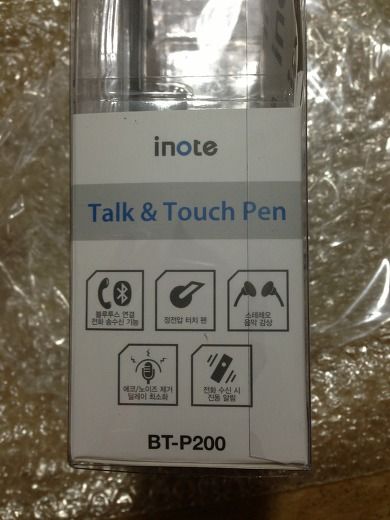 inote
Talk & Touch Pen
블루투스 연결
전화 송수신 기능
정전압 터치 펜
스테레오
음악 감상
에코/노이즈 제거
딜레이 최소화
전화 수신 시
진동 알림
BT-P200